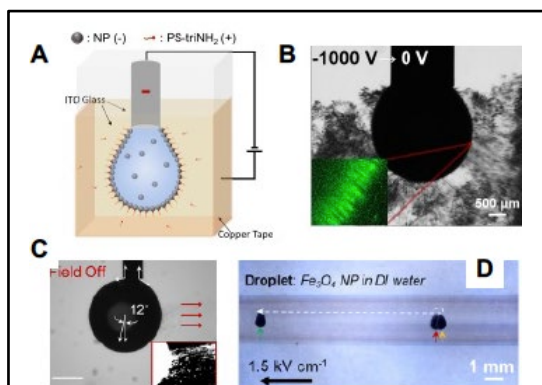 A
: NP (-) : PS-triNH₂ (+)
ITO Glass
Copper Tape
B
-1000 V → 0 V
500 μm
C
Field Off
12°
D
Droplet: Fe₃O₄ NP in DI water
1.5 kV cm⁻¹
1 mm